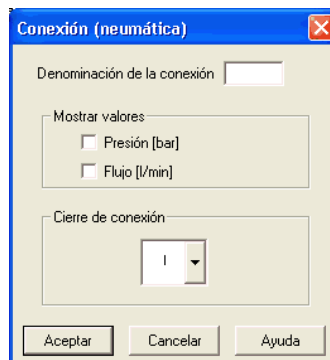 Conexión (neumática)
Denominación de la conexión
Mostrar valores
Presión [bar]
Flujo [l/min]
Cierre de conexión
Aceptar Cancelar Ayuda